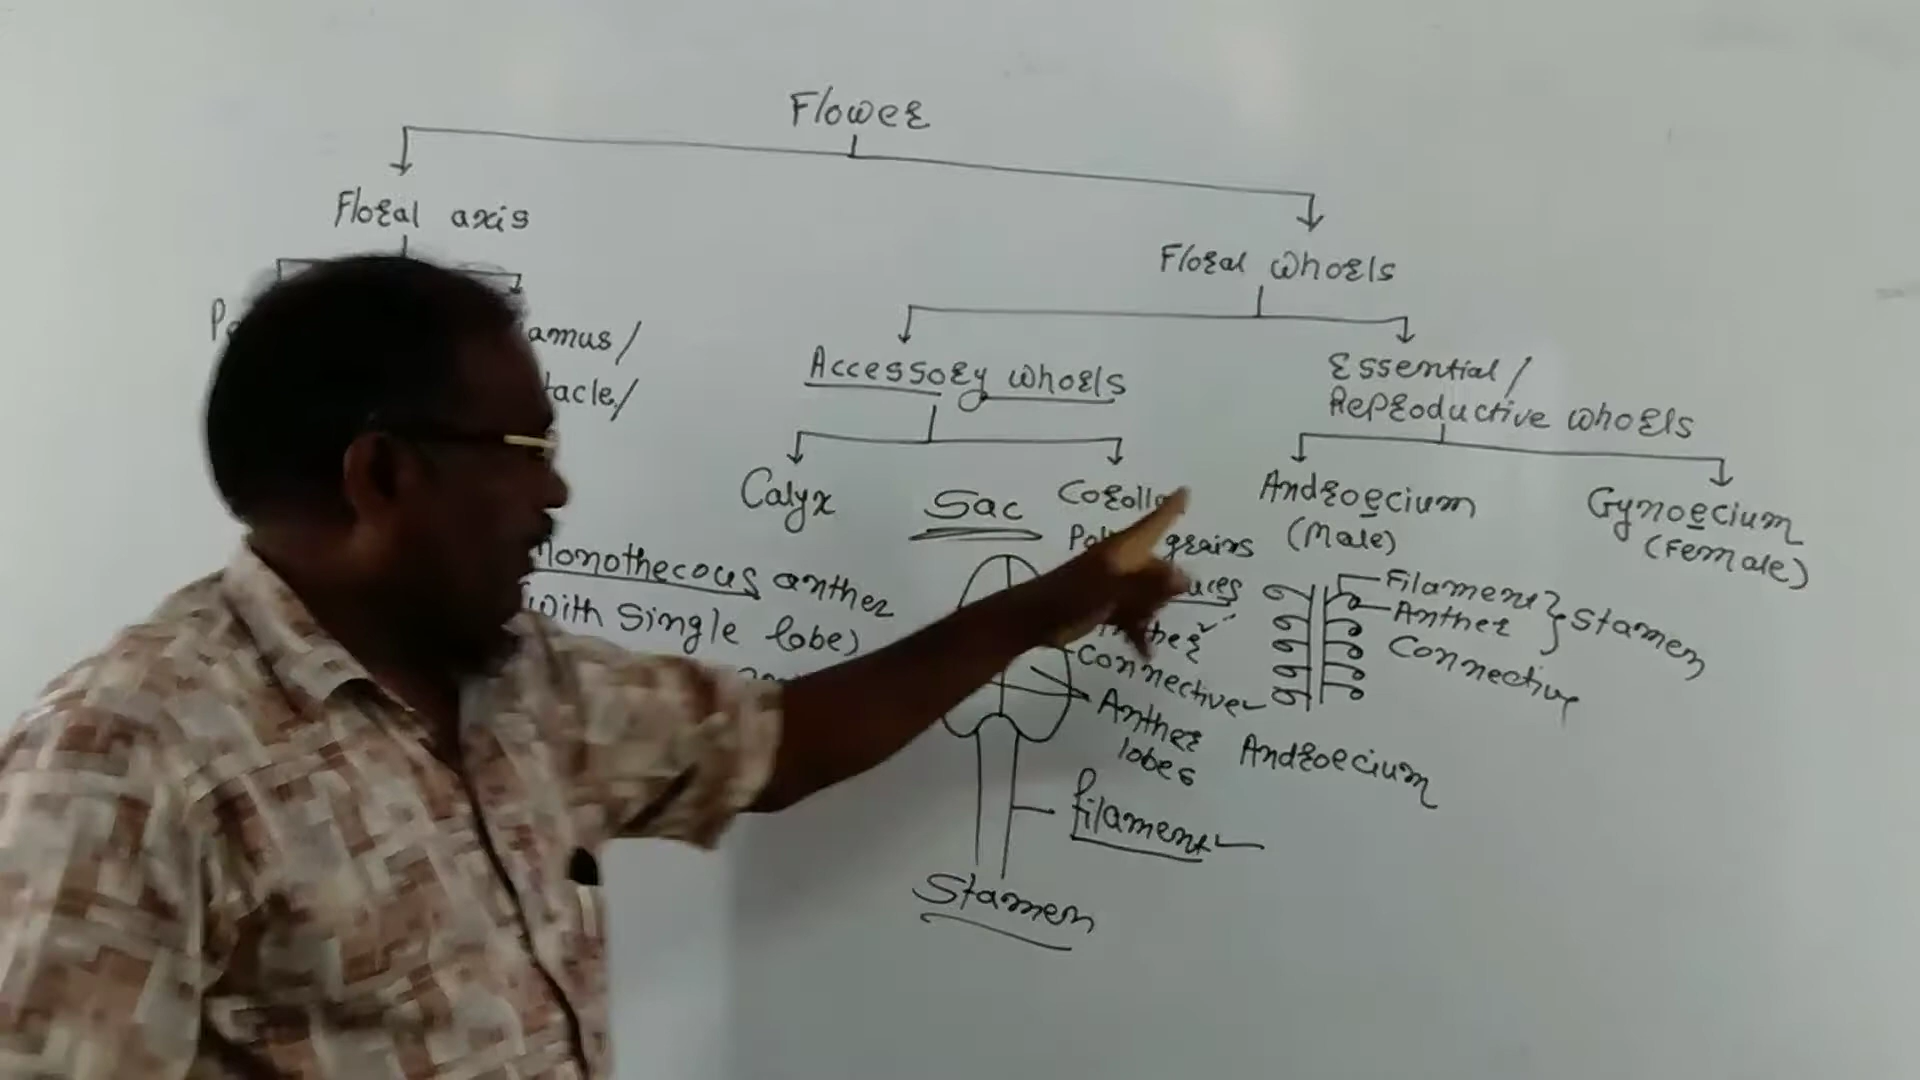 Flower
Floral axis
Floral whorls
amus/
tacle/
Accessory whorls
Essential/
Reproductive whorls
Calyx
Sac
Corolla
Androecium
(Male)
Gynoecium
(Female)
grains
Monothecous anther
(with single lobe)
Anther
Connective
Anther
lobes
Filament
Stamen
Filament
Anther
Stamen
Connective
Androecium